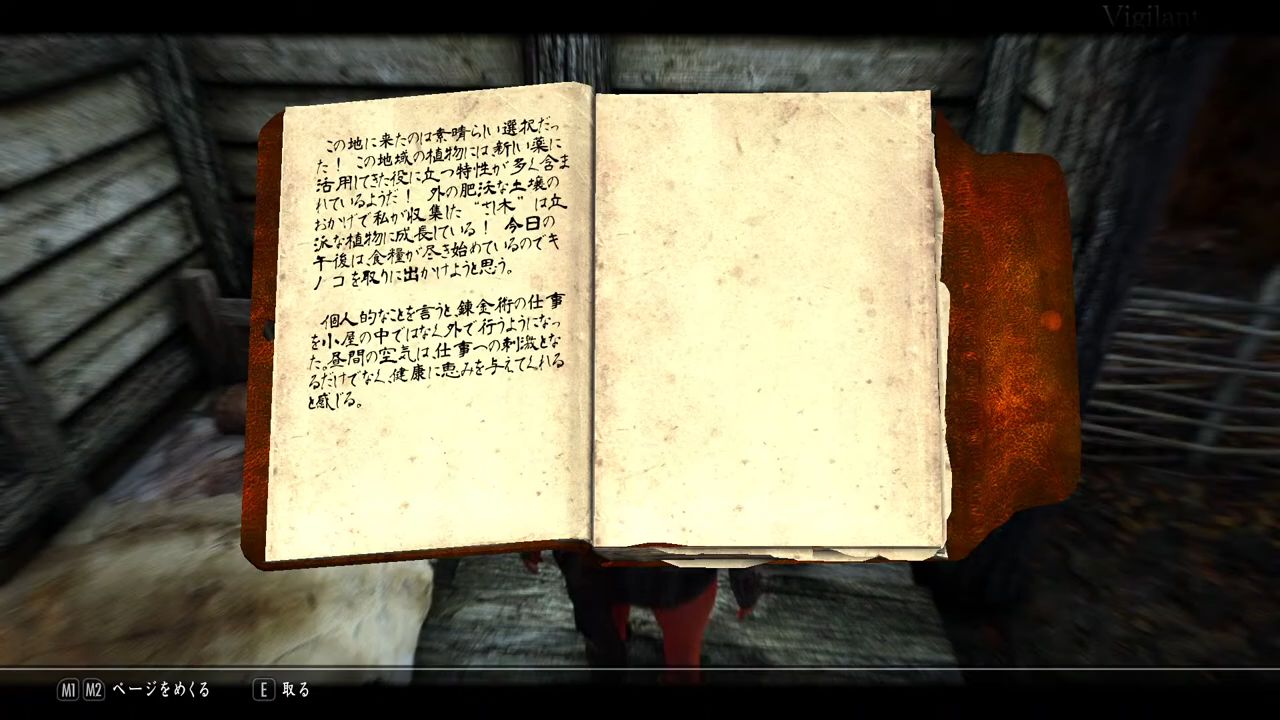 Vigilant
この地に来たのは素晴らしい選択だっ
た！ この地域の植物には新しい薬に
活用してきた役に立つ特性が多く含ま
れているようだ！ 外の肥沃な土壌の
おかげで私が収集した“さし木”は立
派な植物に成長している！ 今日の
午後は、食糧が尽き始めているのでキ
ノコを取りに出かけようと思う。
個人的なことを言うと、錬金術の仕事
を小屋の中ではなく、外で行うようになっ
た。昼間の空気は、仕事への刺激とな
るだけでなく、健康に恵みを与えてくれる
と感じる。
M1 M2 ページをめくる E 取る